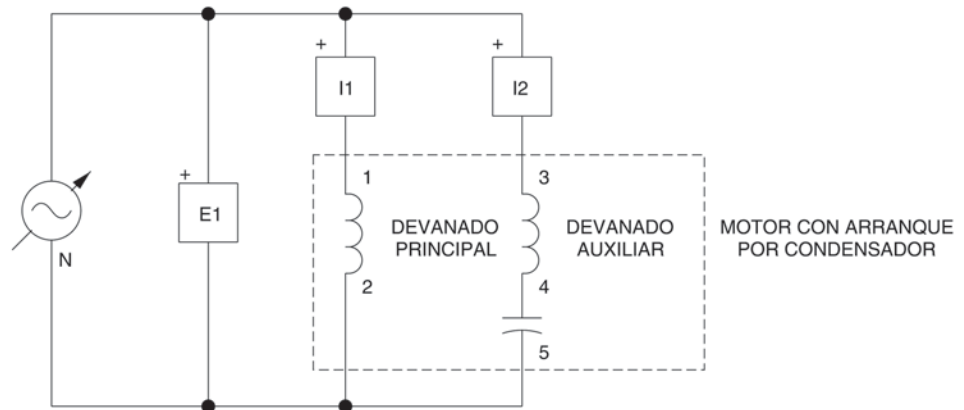 +
+
I1
I2
1
3
+
E1
DEVANADO
PRINCIPAL
DEVANADO
AUXILIAR
MOTOR CON ARRANQUE
POR CONDENSADOR
N
2
4
5